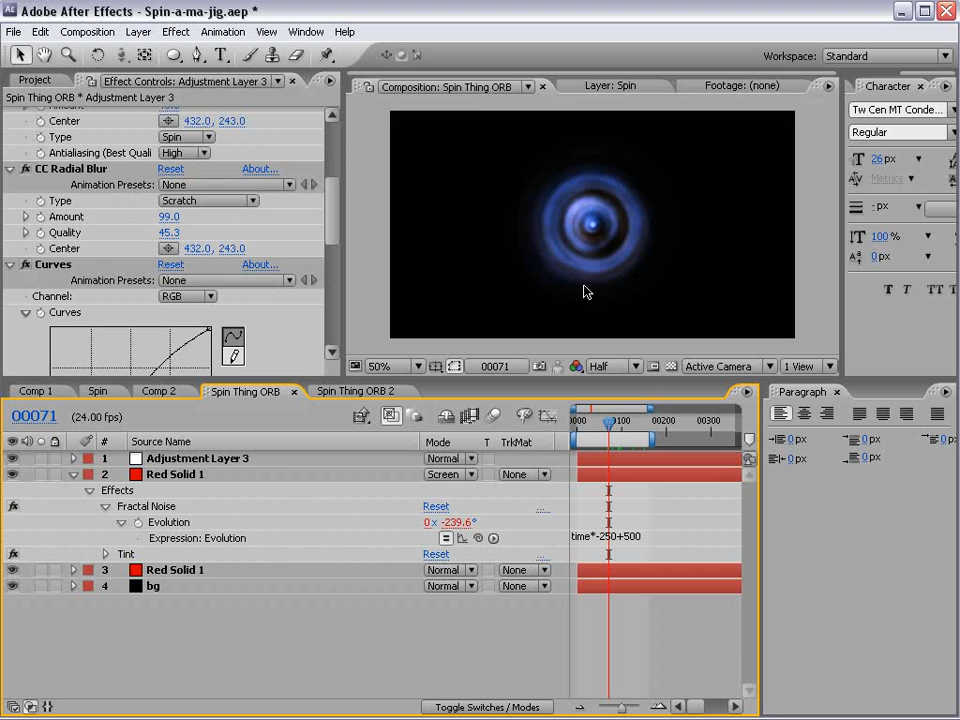 Adobe After Effects - Spin-a-ma-jig.aep *
File Edit Composition Layer Effect Animation View Window Help
Workspace: Standard
Project Effect Controls: Adjustment Layer 3
Spin Thing ORB * Adjustment Layer 3
Center 432.0, 243.0
Type Spin
Antialiasing (Best Quali High
CC Radial Blur Reset About...
Animation Presets: None
Type Scratch
Amount 99.0
Quality 45.3
Center 432.0, 243.0
Curves Reset About...
Animation Presets: None
Channel: RGB
Curves
Composition: Spin Thing ORB Layer: Spin Footage: (none)
50% 00071 Half Active Camera 1 View
Character
Tw Cen MT Conde...
Regular
26 px
Metrics
- px
100 %
0 px
T T TT
Comp 1 Spin Comp 2 Spin Thing ORB Spin Thing ORB 2
00071 (24.00 fps)
0000 0100 00200 00300
# Source Name Mode T TrkMat
1 Adjustment Layer 3 Normal
2 Red Solid 1 Screen None
Effects
Fractal Noise Reset ...
Evolution 0 x -239.6°
Expression: Evolution time*-250+500
Tint Reset ...
3 Red Solid 1 Normal None
4 bg Normal None
Toggle Switches / Modes
Paragraph
0 px 0 px 0 px
0 px 0 px